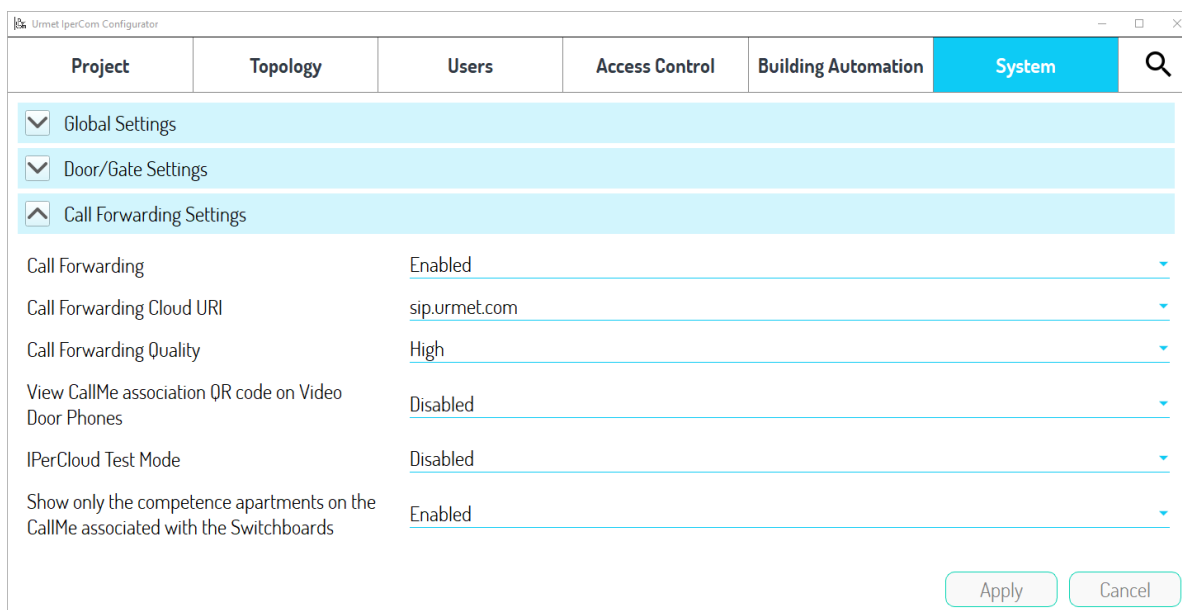 Urmet IperCom Configurator
Project Topology Users Access Control Building Automation System
Global Settings
Door/Gate Settings
Call Forwarding Settings
Call Forwarding Enabled
Call Forwarding Cloud URI sip.urmet.com
Call Forwarding Quality High
View CallMe association QR code on Video
Door Phones
Disabled
IPerCloud Test Mode Disabled
Show only the competence apartments on the
CallMe associated with the Switchboards
Enabled
Apply Cancel